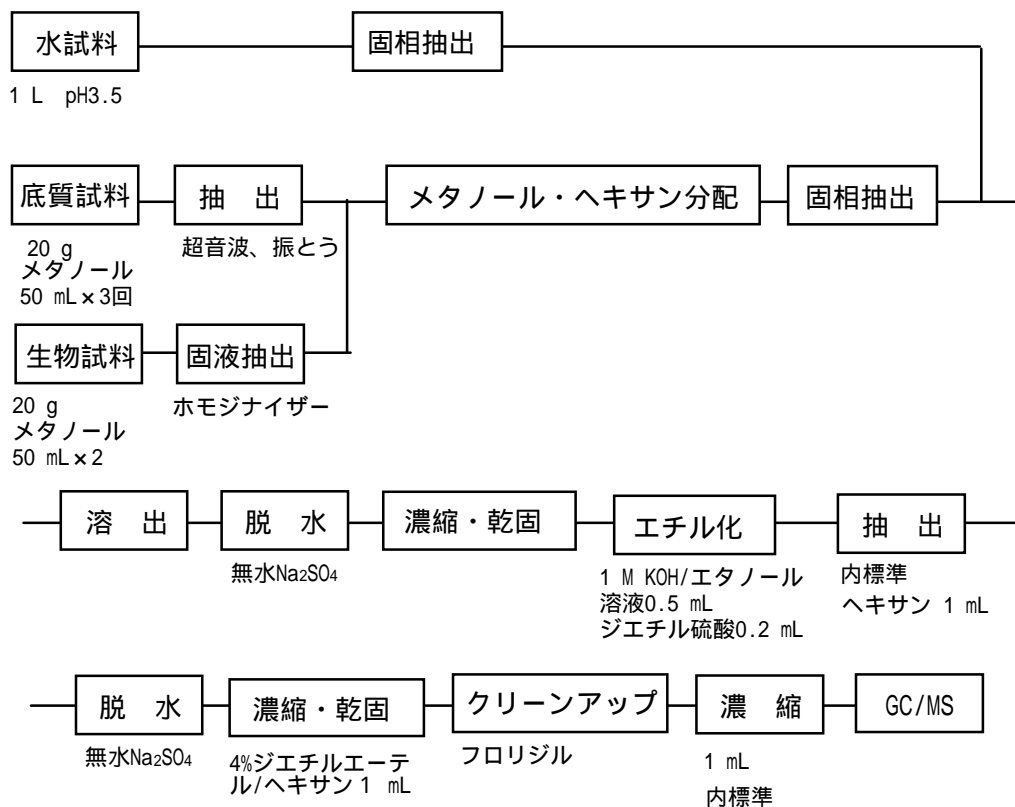 水試料 固相抽出
1 L pH3.5
底質試料 抽 出 メタノール・ヘキサン分配 固相抽出
20 g
メタノール
50 mL×3回
超音波、振とう
生物試料 固液抽出
20 g
メタノール
50 mL×2
ホモジナイザー
溶 出 脱 水 濃縮・乾固 エチル化 抽 出
無水Na₂SO₄
1 M KOH/エタノール
溶液0.5 mL
ジエチル硫酸0.2 mL
内標準
ヘキサン 1 mL
脱 水 濃縮・乾固 クリーンアップ 濃 縮 GC/MS
無水Na₂SO₄
4%ジエチルエーテ
ル/ヘキサン1 mL
フロリジル
1 mL
内標準